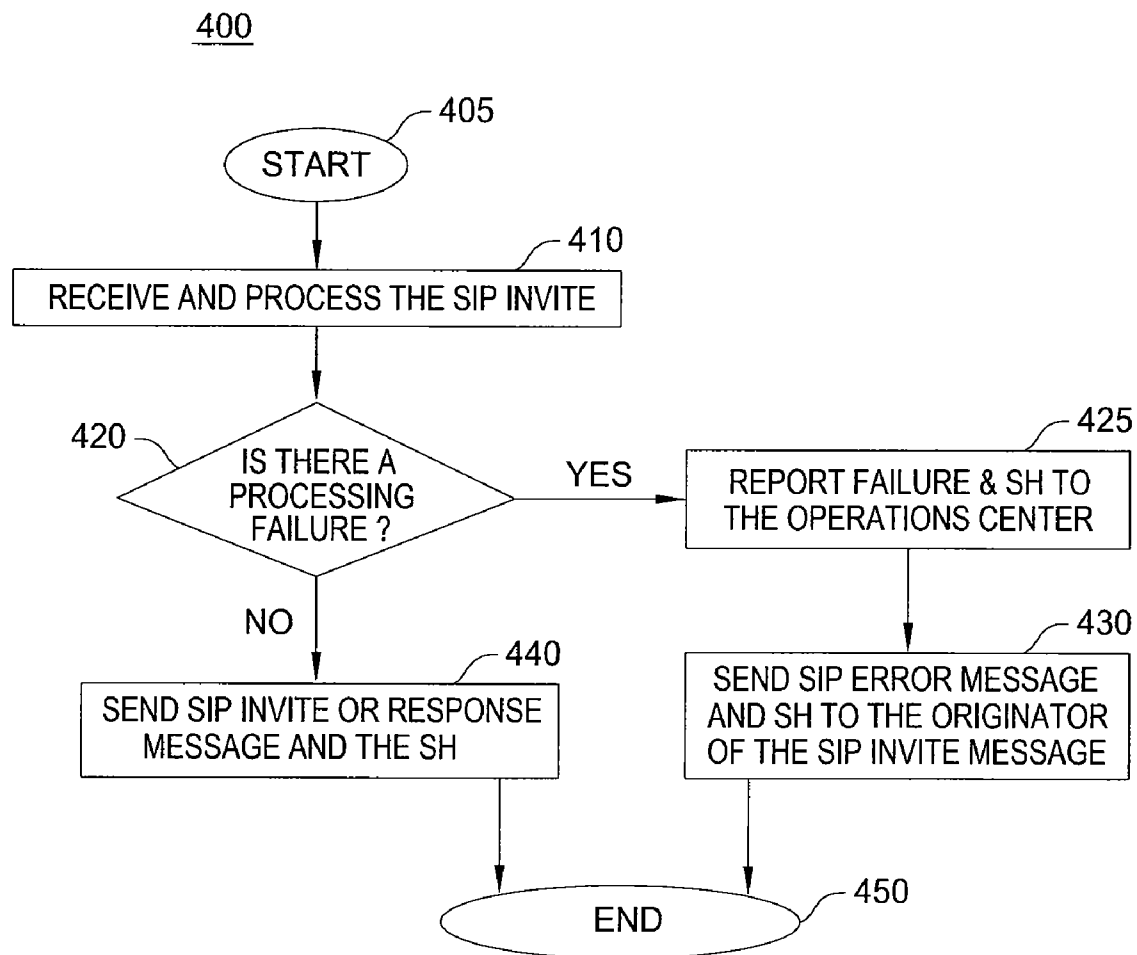 400
405
START
410
RECEIVE AND PROCESS THE SIP INVITE
420
IS THERE A
PROCESSING
FAILURE ?
YES
425
REPORT FAILURE & SH TO
THE OPERATIONS CENTER
NO
430
SEND SIP ERROR MESSAGE
AND SH TO THE ORIGINATOR
OF THE SIP INVITE MESSAGE
440
SEND SIP INVITE OR RESPONSE
MESSAGE AND THE SH
450
END